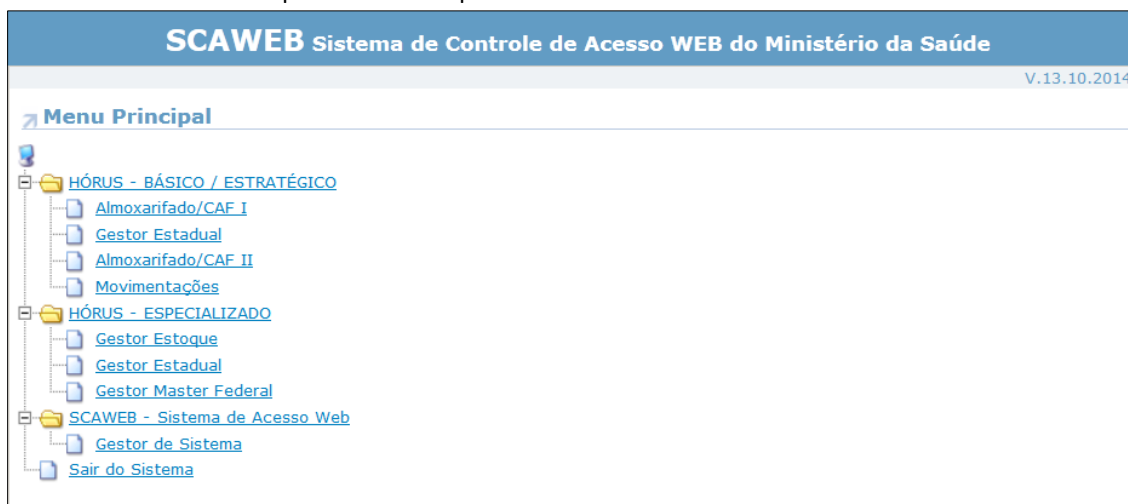 SCAWEB Sistema de Controle de Acesso WEB do Ministério da Saúde
V.13.10.2014
Menu Principal
HÓRUS - BÁSICO / ESTRATÉGICO
Almoxarifado/CAF I
Gestor Estadual
Almoxarifado/CAF II
Movimentações
HÓRUS - ESPECIALIZADO
Gestor Estoque
Gestor Estadual
Gestor Master Federal
SCAWEB - Sistema de Acesso Web
Gestor de Sistema
Sair do Sistema